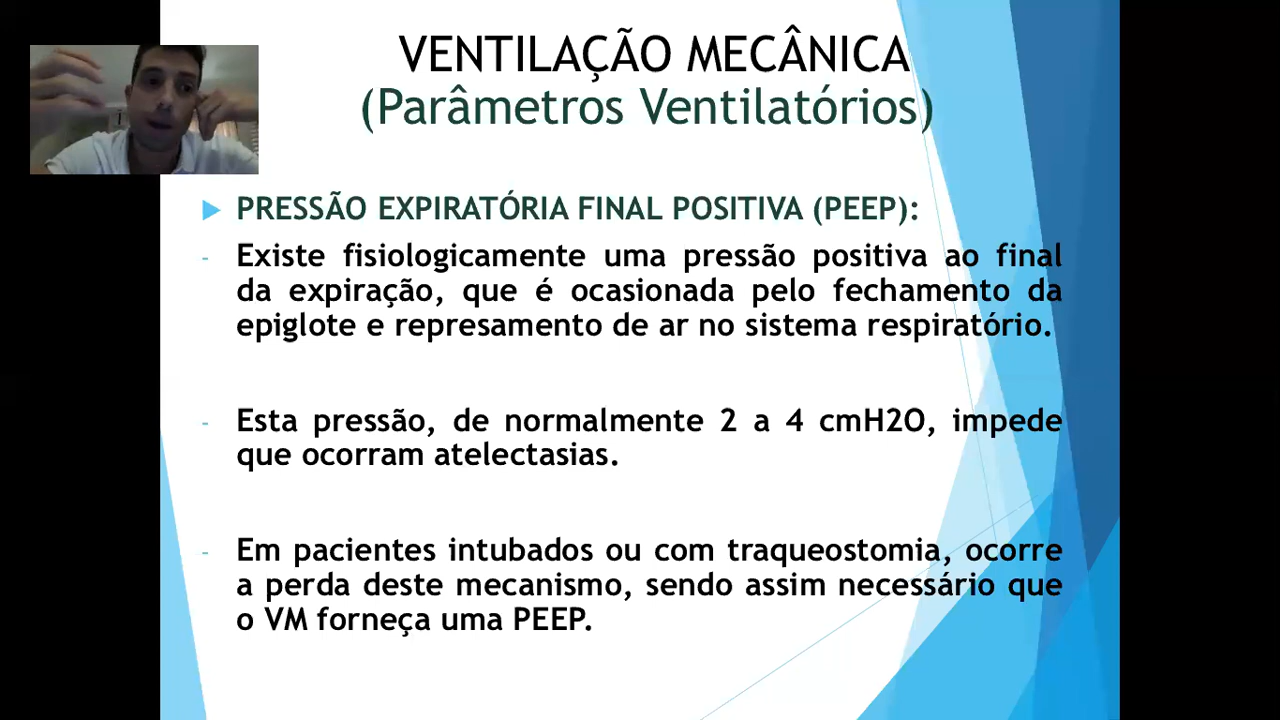 VENTILAÇÃO MECÂNICA
(Parâmetros Ventilatórios)
PRESSÃO EXPIRATÓRIA FINAL POSITIVA (PEEP):
- Existe fisiologicamente uma pressão positiva ao final
da expiração, que é ocasionada pelo fechamento da
epiglote e represamento de ar no sistema respiratório.
- Esta pressão, de normalmente 2 a 4 cmH2O, impede
que ocorram atelectasias.
- Em pacientes intubados ou com traqueostomia, ocorre
a perda deste mecanismo, sendo assim necessário que
o VM forneça uma PEEP.